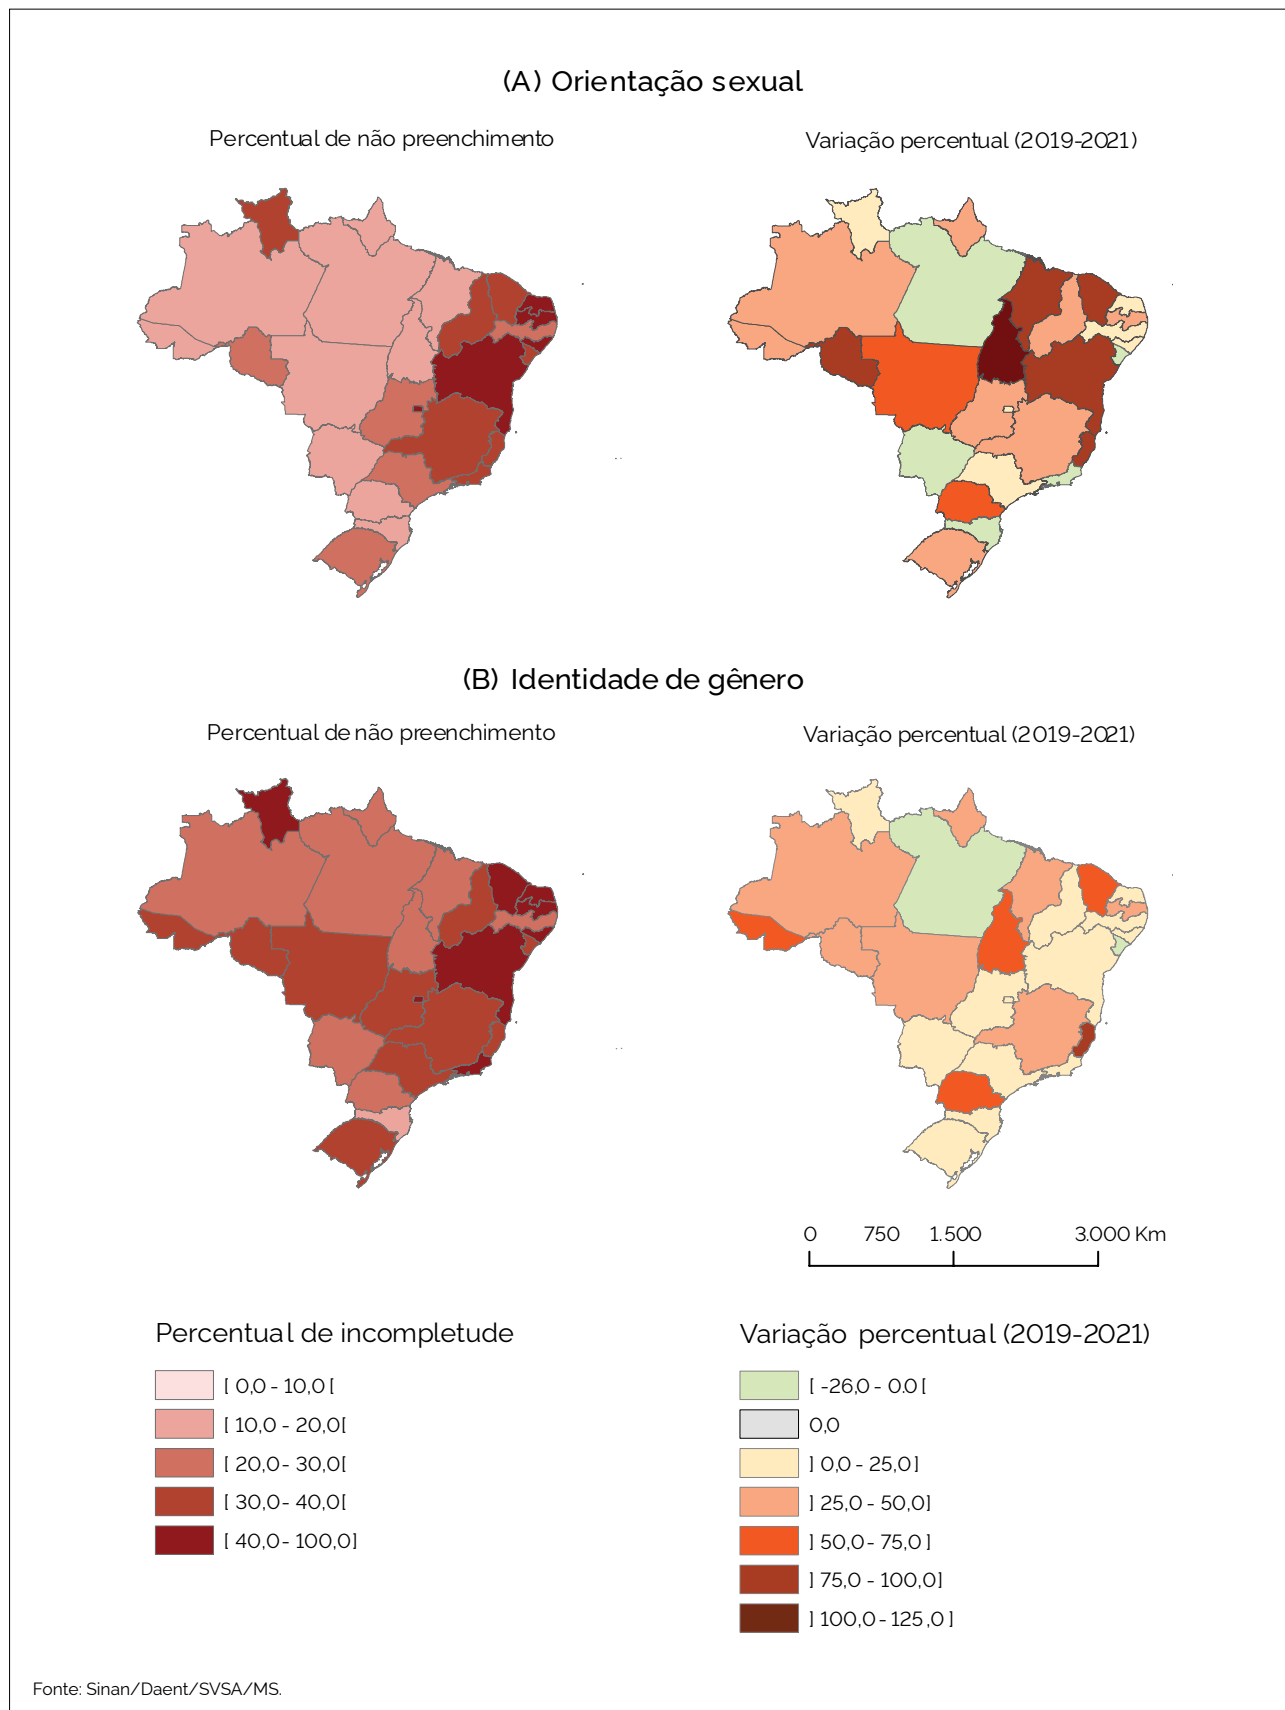 (A) Orientação sexual
Percentual de não preenchimento
Variação percentual (2019-2021)
(B) Identidade de gênero
Percentual de não preenchimento
Variação percentual (2019-2021)
0 750 1.500 3.000 Km
Percentual de incompletude
[ 0,0 - 10,0 [
[ 10,0 - 20,0[
[ 20,0 - 30,0[
[ 30,0 - 40,0[
[ 40,0 - 100,0]
Variação percentual (2019-2021)
[ -26,0 - 0.0 [
0,0
] 0,0 - 25,0 ]
] 25,0 - 50,0]
] 50,0 - 75,0 ]
] 75,0 - 100,0]
] 100,0 - 125,0 ]
Fonte: Sinan/Daent/SVSA/MS.